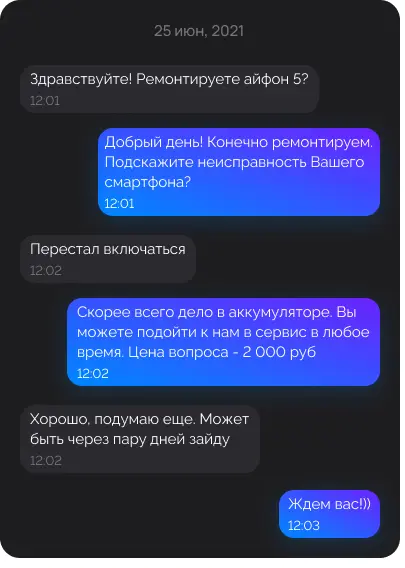 25 июн, 2021
Здравствуйте! Ремонтируете айфон 5?
12:01
Добрый день! Конечно ремонтируем.
Подскажите неисправность Вашего
смартфона?
12:01
Перестал включаться
12:02
Скорее всего дело в аккумуляторе. Вы
можете подойти к нам в сервис в любое
время. Цена вопроса - 2 000 руб
12:02
Хорошо, подумаю еще. Может
быть через пару дней зайду
12:02
Ждем вас!))
12:03